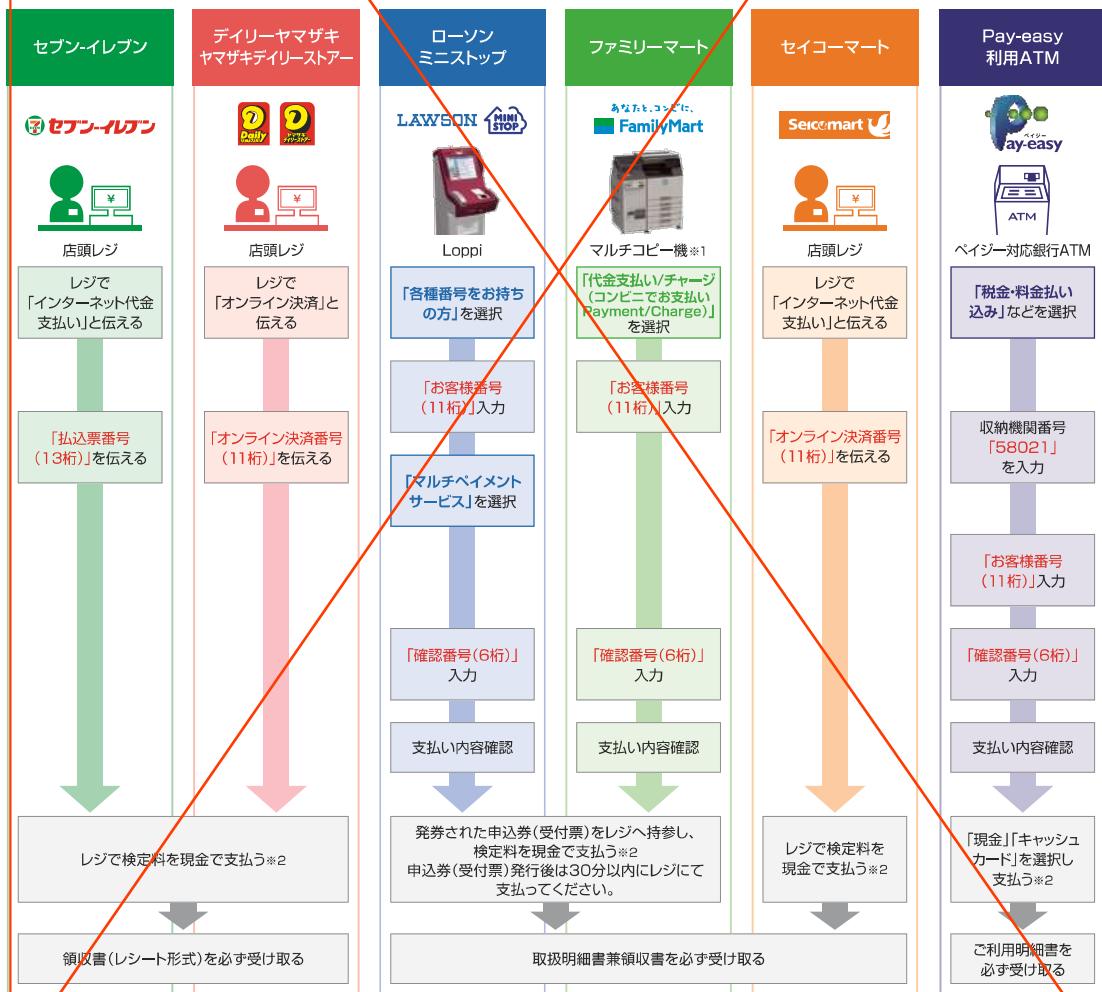 セブン-イレブン
デイリーヤマザキ
ヤマザキデイリーストアー
ローソン
ミニストップ
ファミリーマート
セイコーマート
Pay-easy
利用ATM
セブン-イレブン
Daily
ヤマザキ
デイリーストアー
LAWSON
MINI
STOP
あなたと、コンビに、
FamilyMart
Seicomart
ペイジー
Pay-easy
¥
¥
¥
ATM
店頭レジ
店頭レジ
Loppi
マルチコピー機※1
店頭レジ
ペイジー対応銀行ATM
レジで
「インターネット代金
支払い」と伝える
レジで
「オンライン決済」と
伝える
「各種番号をお持ち
の方」を選択
「代金支払い/チャージ
(コンビニでお支払い
Payment/Charge)」
を選択
レジで
「インターネット代金
支払い」と伝える
「税金・料金払い
込み」などを選択
「お客様番号
(11桁)」入力
「お客様番号
(11桁)」入力
「払込票番号
(13桁)」を伝える
「オンライン決済番号
(11桁)」を伝える
「オンライン決済番号
(11桁)」を伝える
収納機関番号
「58021」
を入力
「マルチペイメント
サービス」を選択
「お客様番号
(11桁)」入力
「確認番号(6桁)」
入力
「確認番号(6桁)」
入力
「確認番号(6桁)」
入力
支払い内容確認
支払い内容確認
支払い内容確認
レジで検定料を現金で支払う※2
発券された申込券(受付票)をレジへ持参し、
検定料を現金で支払う※2
申込券(受付票)発行後は30分以内にレジにて
支払ってください。
レジで検定料を
現金で支払う※2
「現金」「キャッシュ
カード」を選択し
支払う※2
領収書(レシート形式)を必ず受け取る
取扱明細書兼領収書を必ず受け取る
ご利用明細書を
必ず受け取る